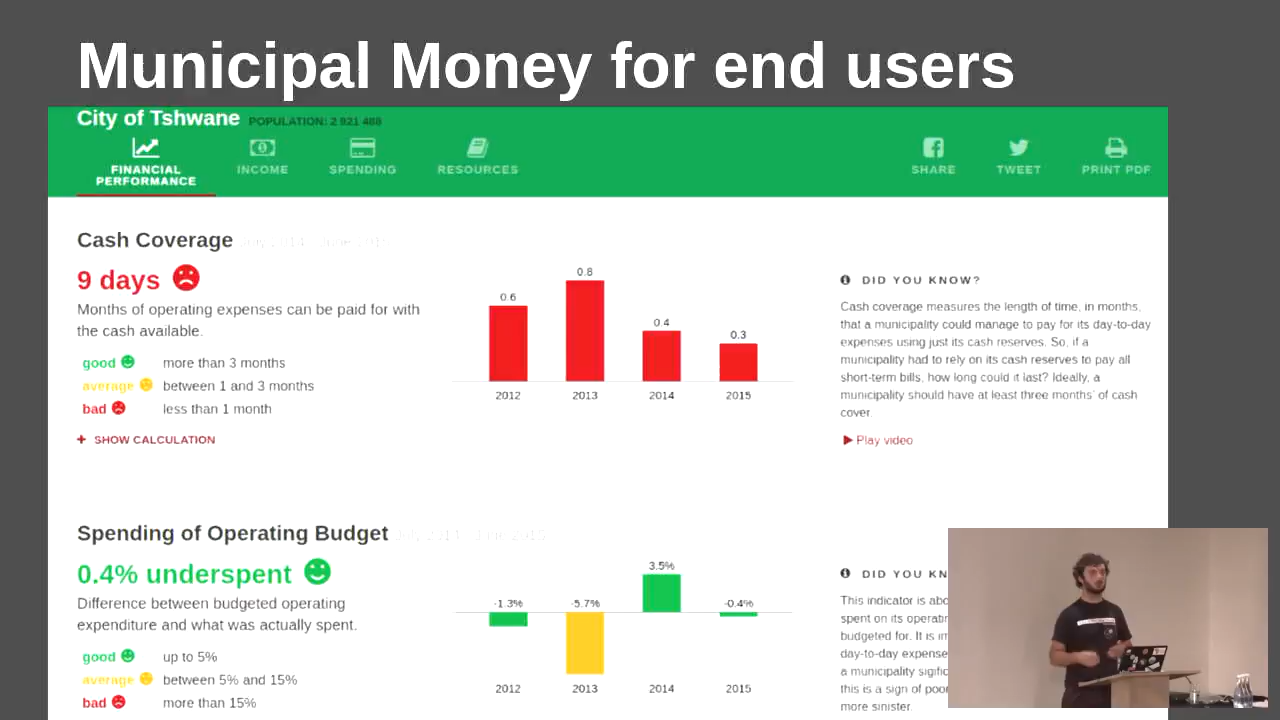 Municipal Money for end users
City of Tshwane POPULATION: 2 921 488
FINANCIAL
PERFORMANCE
INCOME
SPENDING
RESOURCES
SHARE
TWEET
PRINT PDF
Cash Coverage
9 days
Months of operating expenses can be paid for with
the cash available.
good more than 3 months
average between 1 and 3 months
bad less than 1 month
+ SHOW CALCULATION
0.6
0.8
0.4
0.3
2012 2013 2014 2015
DID YOU KNOW?
Cash coverage measures the length of time, in months,
that a municipality could manage to pay for its day-to-day
expenses using just its cash reserves. So, if a
municipality had to rely on its cash reserves to pay all
short-term bills, how long could it last? Ideally, a
municipality should have at least three months' of cash
cover.
Play video
Spending of Operating Budget
0.4% underspent
Difference between budgeted operating
expenditure and what was actually spent.
good up to 5%
average between 5% and 15%
bad more than 15%
-1.3%
-5.7%
3.5%
-0.4%
2012 2013 2014 2015
DID YOU KN
This indicator is abo
spent on its operatin
budgeted for. It is im
day-to-day expense
a municipality signific
this is a sign of poor
more sinister.